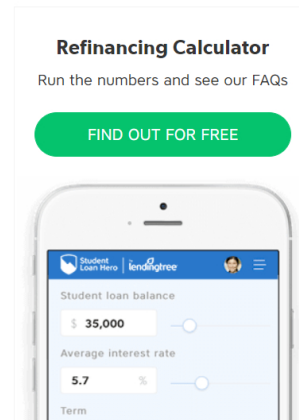 Refinancing Calculator
Run the numbers and see our FAQs
FIND OUT FOR FREE
Student Loan Hero | lendingtree
Student loan balance
$ 35,000
Average interest rate
5.7 %
Term